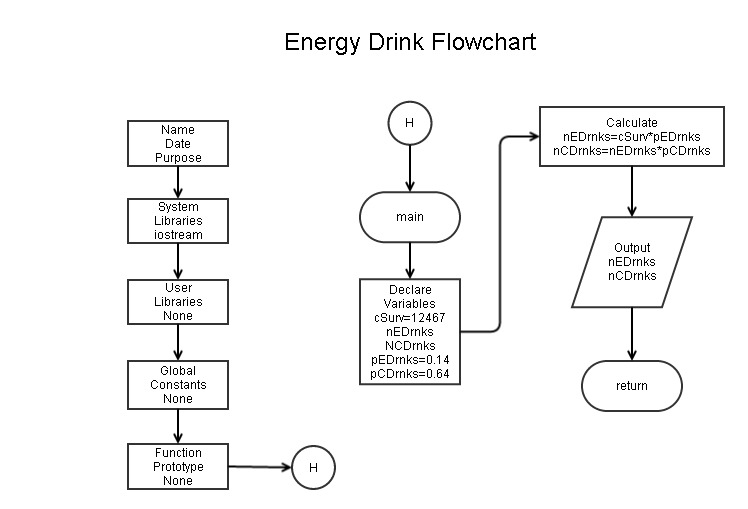 Energy Drink Flowchart
Name
Date
Purpose
System
Libraries
iostream
User
Libraries
None
Global
Constants
None
Function
Prototype
None
H
H
main
Declare
Variables
cSurv=12467
nEDrnks
NCDrnks
pEDrnks=0.14
pCDrnks=0.64
Calculate
nEDrnks=cSurv*pEDrnks
nCDrnks=nEDrnks*pCDrnks
Output
nEDrnks
nCDrnks
return